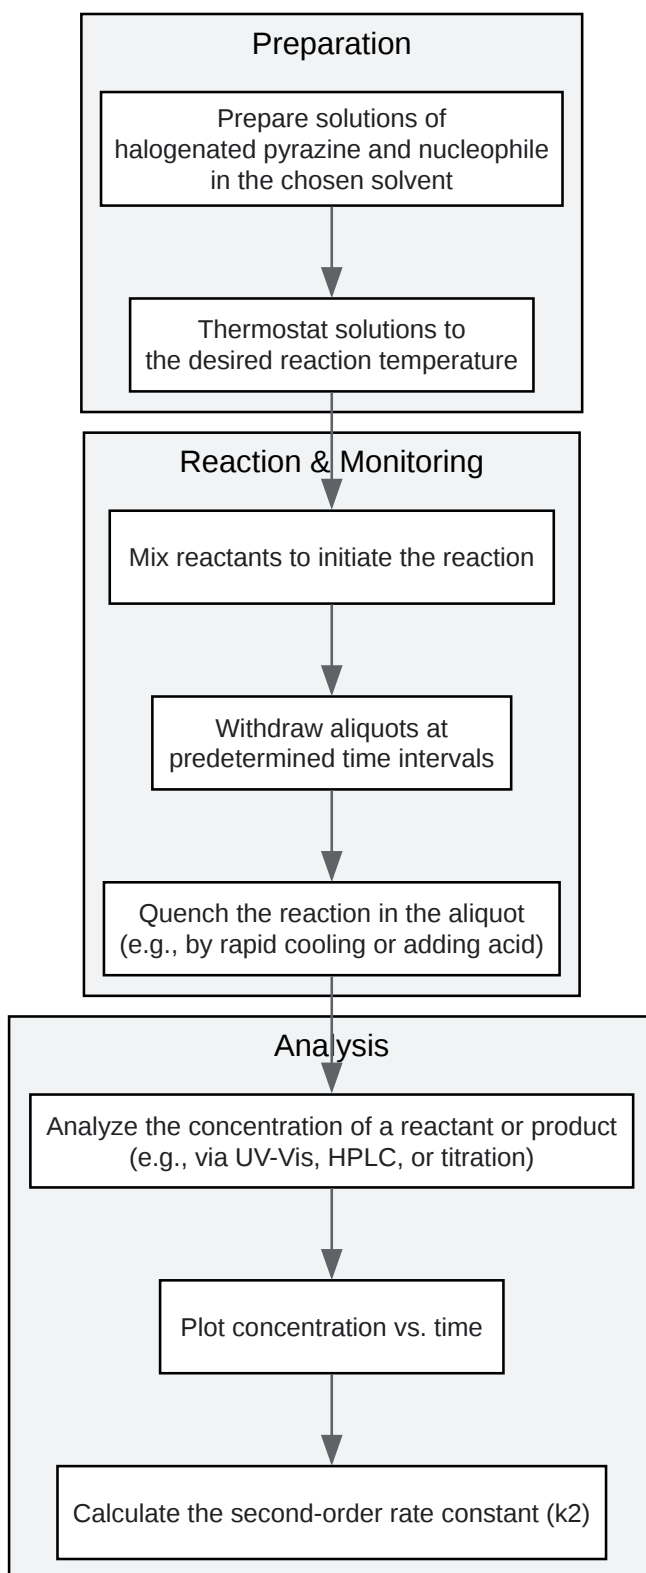 Preparation
Prepare solutions of
halogenated pyrazine and nucleophile
in the chosen solvent
Thermostat solutions to
the desired reaction temperature
Reaction & Monitoring
Mix reactants to initiate the reaction
Withdraw aliquots at
predetermined time intervals
Quench the reaction in the aliquot
(e.g., by rapid cooling or adding acid)
Analysis
Analyze the concentration of a reactant or product
(e.g., via UV-Vis, HPLC, or titration)
Plot concentration vs. time
Calculate the second-order rate constant (k2)